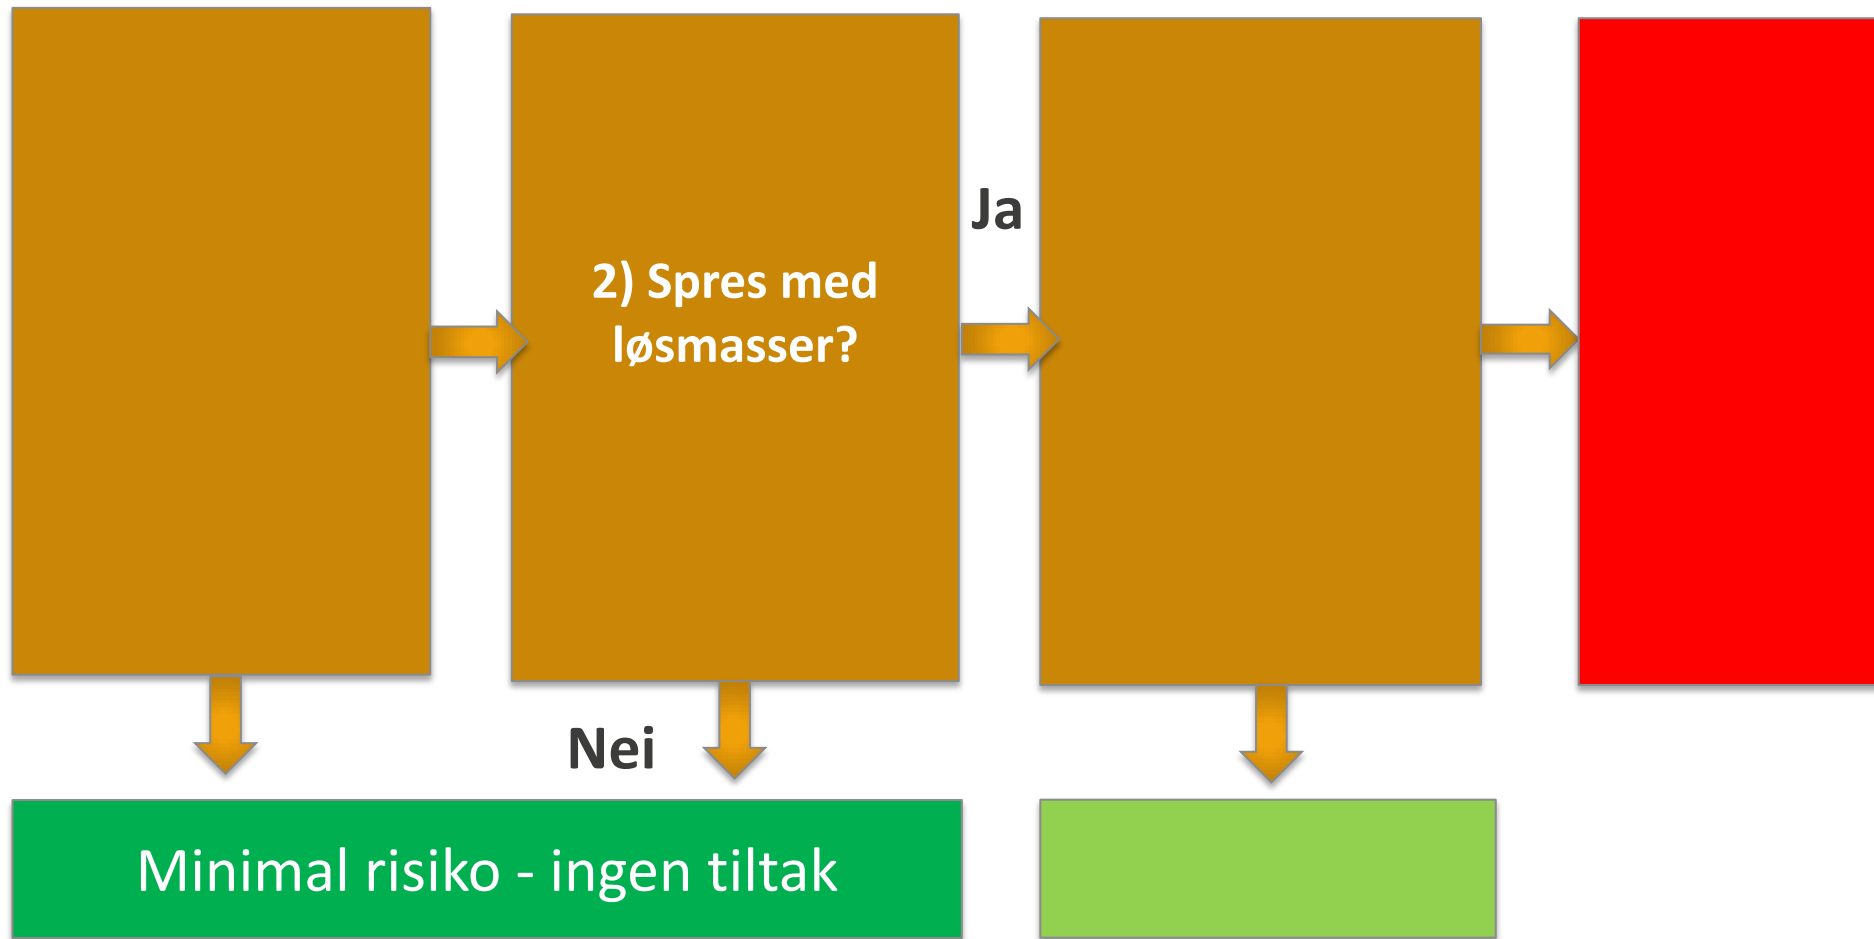 Ja
2) Spres med
løsmasser?
Nei
Minimal risiko - ingen tiltak